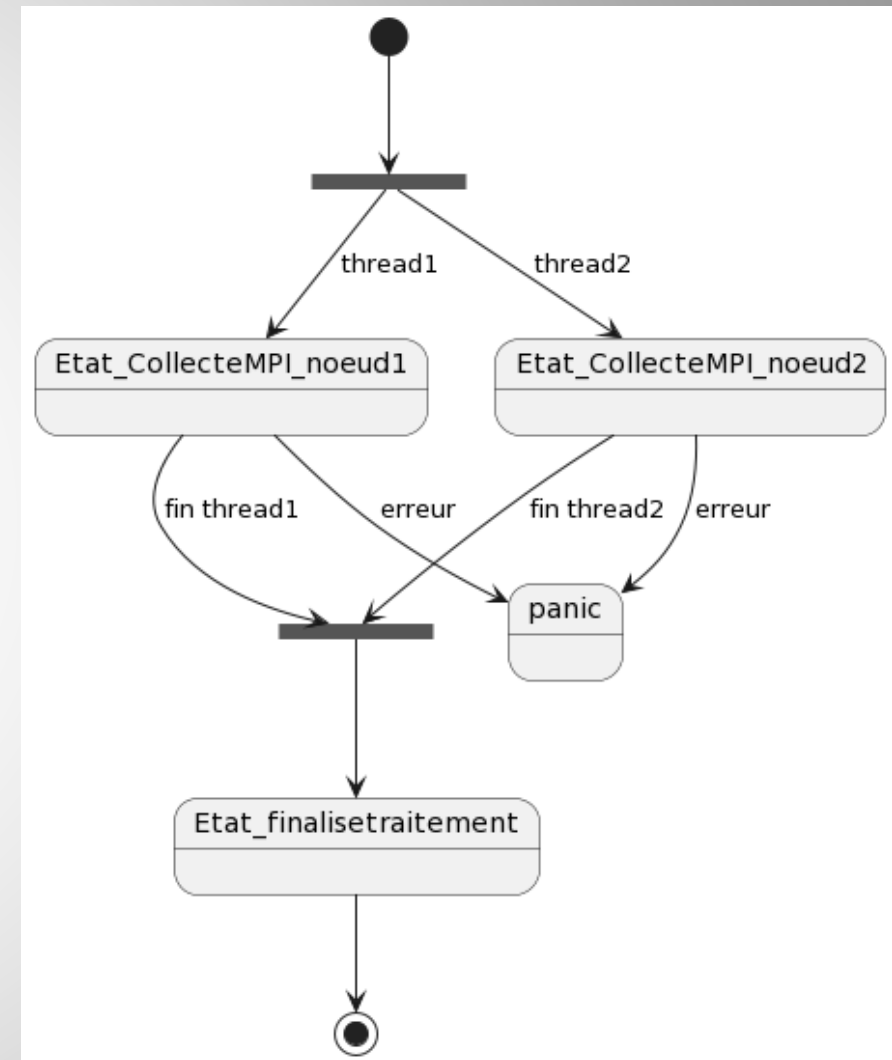 thread1
thread2
Etat_CollecteMPI_noeud1
Etat_CollecteMPI_noeud2
fin thread1
erreur
fin thread2
erreur
panic
Etat_finalisetraitement